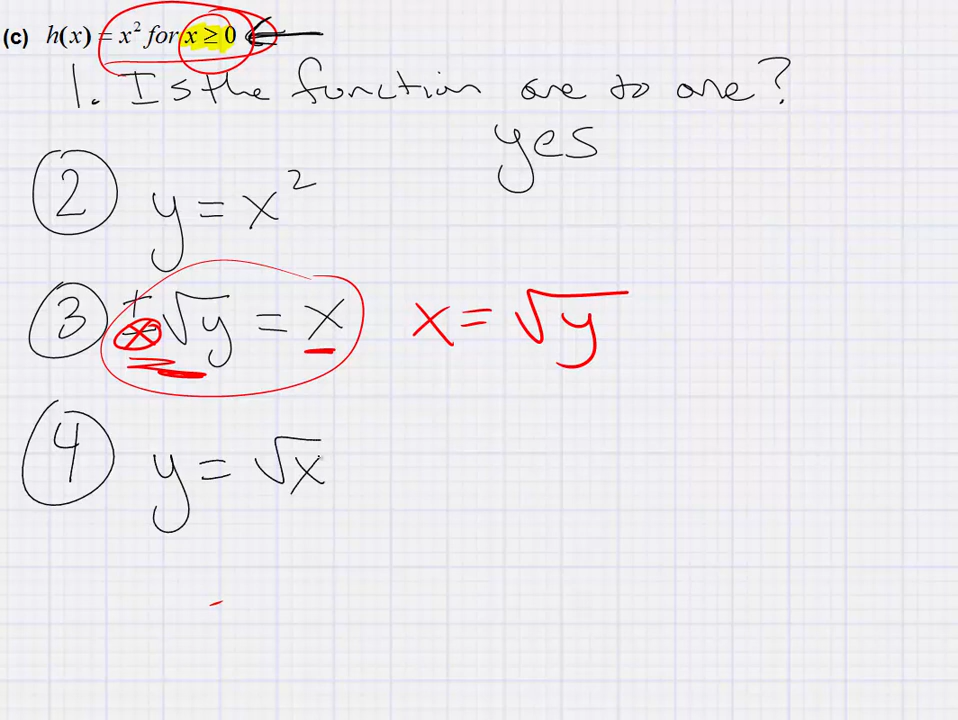 (c) h(x) = x² for x ≥ 0
1. Is the function one to one?
yes
2 y = x²
3 ±√y = x x = √y
4 y = √x